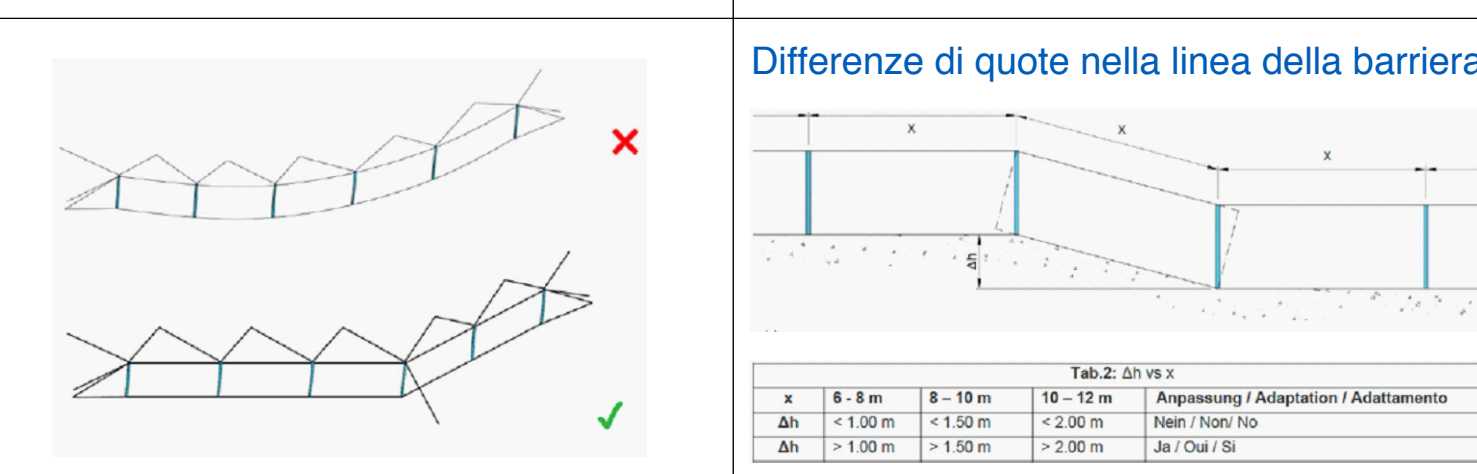 Differenze di quote nella linea della barriera
x
x
x
Δh
Tab.2: Δh vs x
x 6 - 8 m 8 – 10 m 10 – 12 m Anpassung / Adaptation / Adattamento
Δh < 1.00 m < 1.50 m < 2.00 m Nein / Non/ No
Δh > 1.00 m > 1.50 m > 2.00 m Ja / Oui / Si